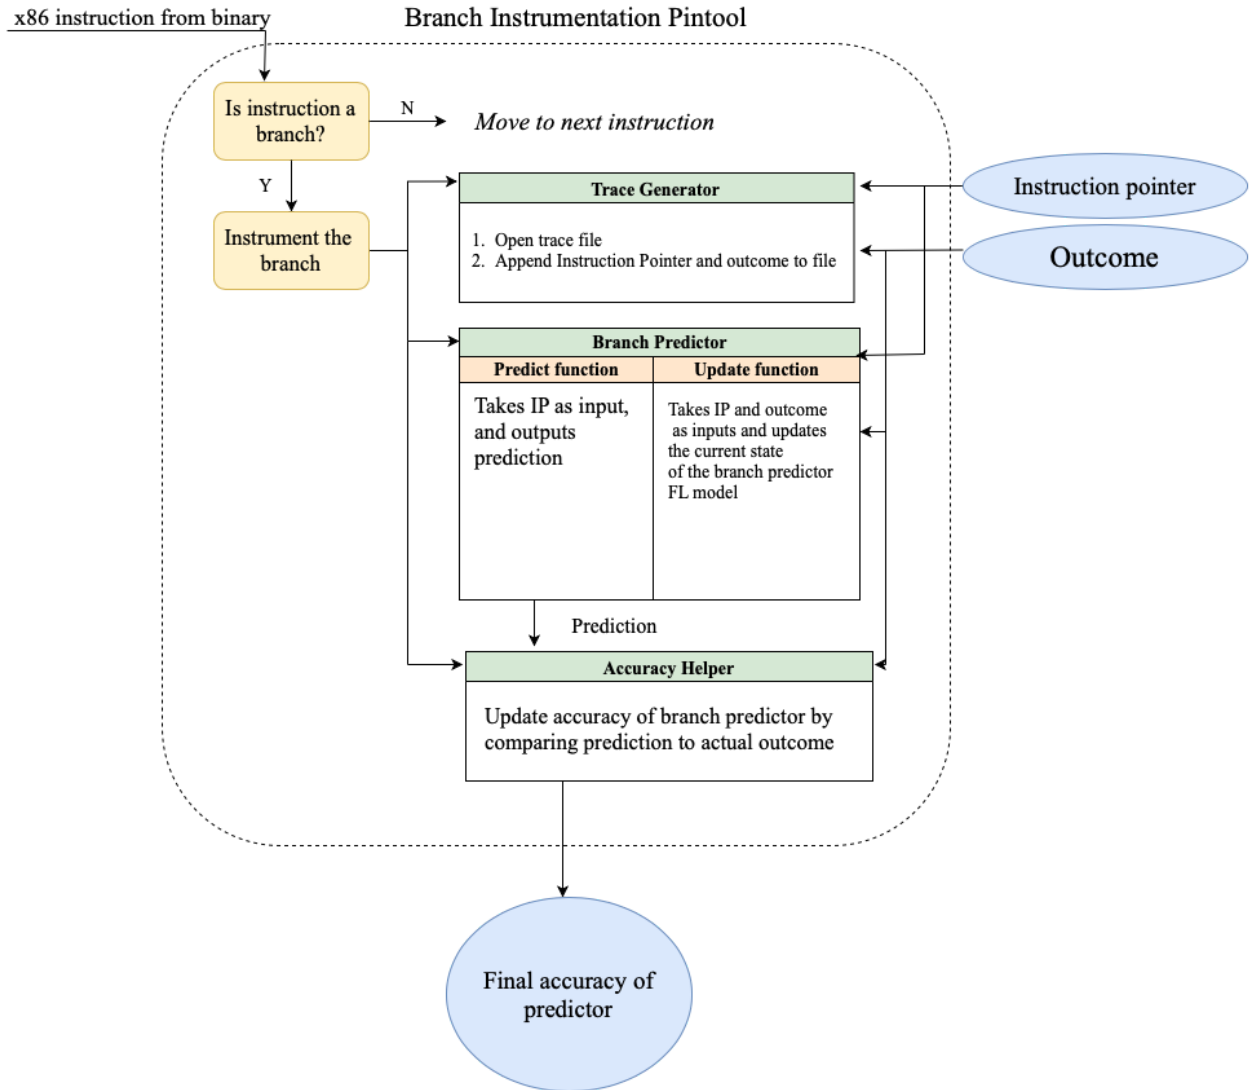 x86 instruction from binary
Branch Instrumentation Pintool
Is instruction a
branch?
N
Move to next instruction
Y
Instrument the
branch
Trace Generator
1. Open trace file
2. Append Instruction Pointer and outcome to file
Instruction pointer
Outcome
Branch Predictor
Predict function
Update function
Takes IP as input,
and outputs
prediction
Takes IP and outcome
as inputs and updates
the current state
of the branch predictor
FL model
Prediction
Accuracy Helper
Update accuracy of branch predictor by
comparing prediction to actual outcome
Final accuracy of
predictor